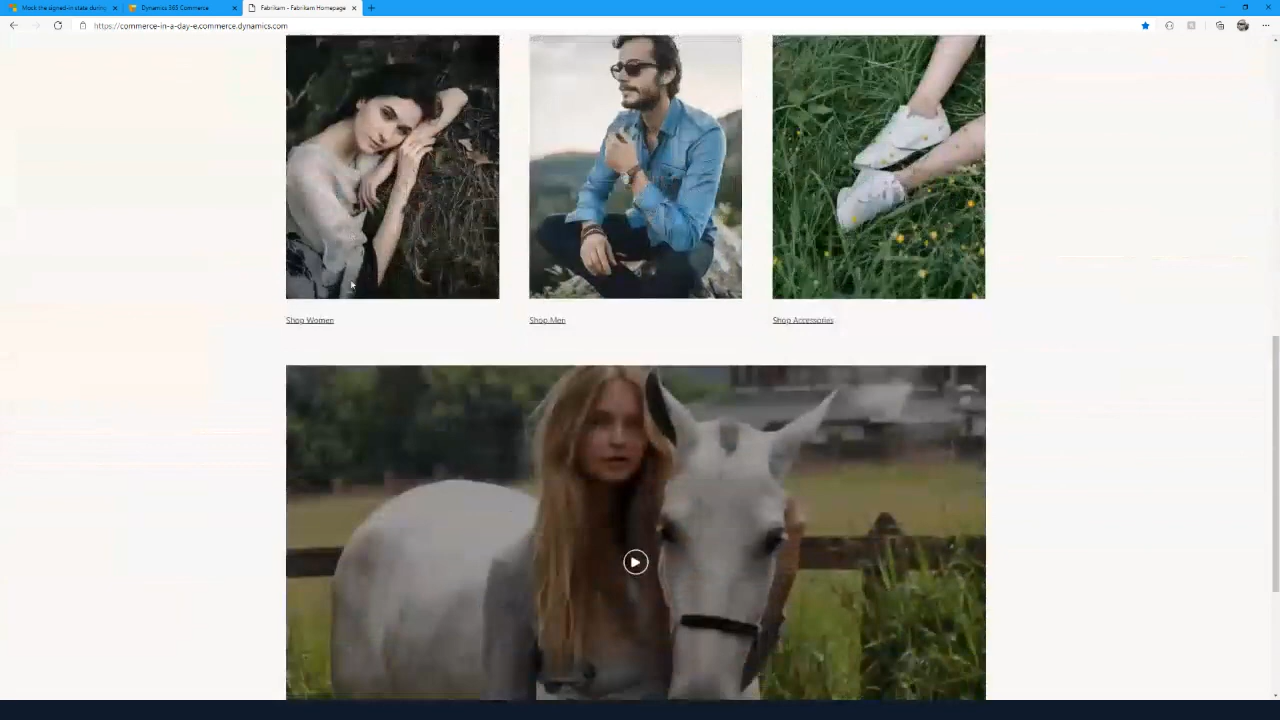 Mock the signed-in state during
Dynamics 365 Commerce
Fabrikam - Fabrikam Homepage
https://commerce-in-a-day-e.commerce.dynamics.com
Shop Women
Shop Men
Shop Accessories